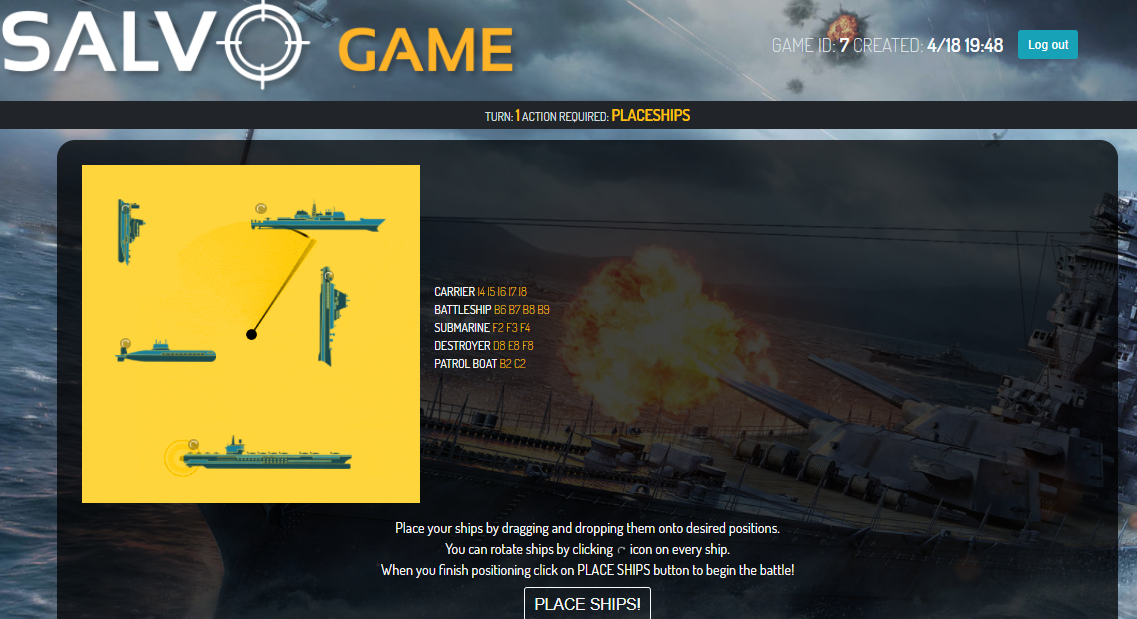 SALVO GAME
GAME ID: 7 CREATED: 4/18 19:48
Log out
TURN: 1 ACTION REQUIRED: PLACESHIPS
CARRIER I4 I5 I6 I7 I8
BATTLESHIP B6 B7 B8 B9
SUBMARINE F2 F3 F4
DESTROYER D8 E8 F8
PATROL BOAT B2 C2
Place your ships by dragging and dropping them onto desired positions.
You can rotate ships by clicking icon on every ship.
When you finish positioning click on PLACE SHIPS button to begin the battle!
PLACE SHIPS!